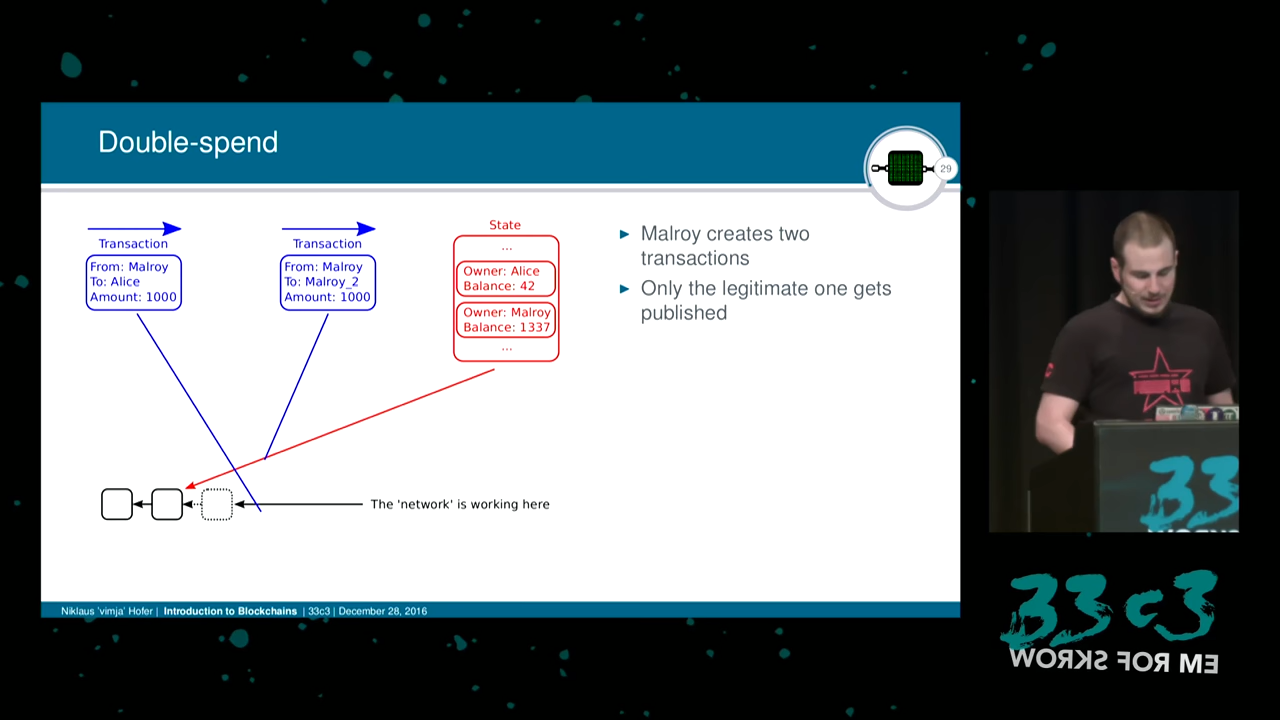 Double-spend
29
Transaction
From: Malroy
To: Alice
Amount: 1000
Transaction
From: Malroy
To: Malroy_2
Amount: 1000
State
...
Owner: Alice
Balance: 42
Owner: Malroy
Balance: 1337
...
The 'network' is working here
► Malroy creates two
transactions
► Only the legitimate one gets
published
Niklaus 'vimja' Hofer | Introduction to Blockchains | 33c3 | December 28, 2016
33
33c3
WORKS FOR ME